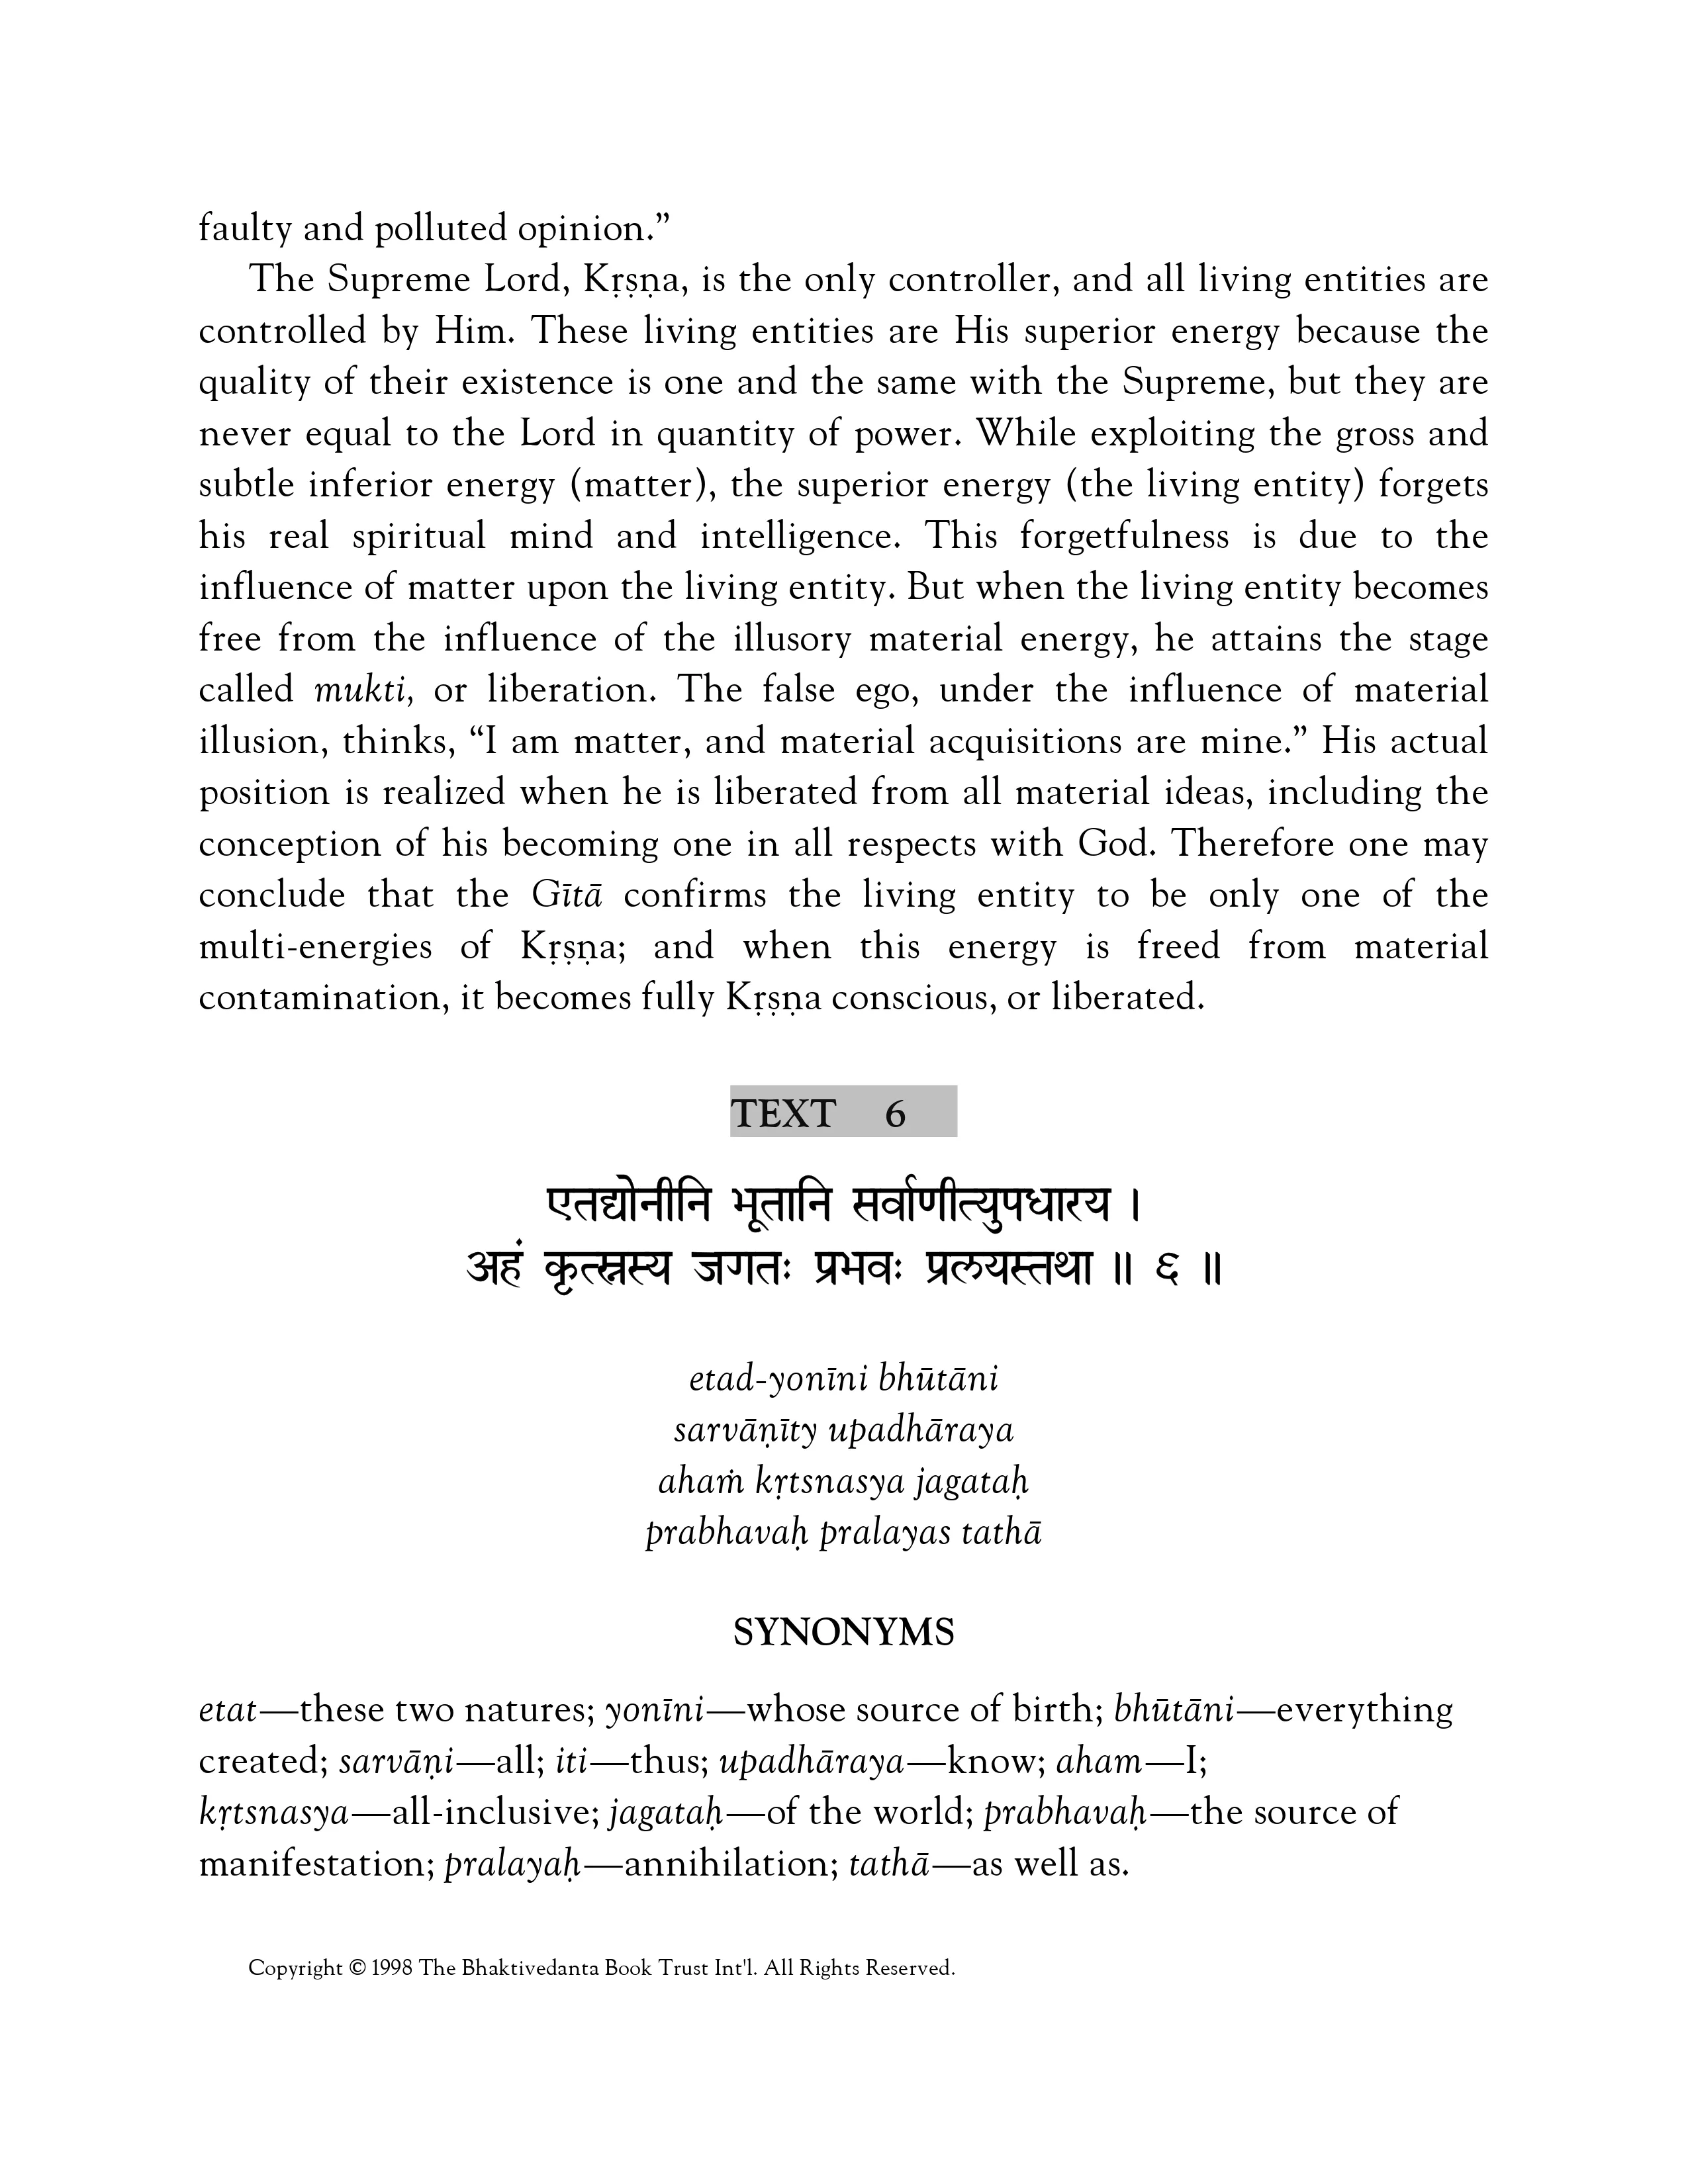 faulty and polluted opinion.”
The Supreme Lord, Kṛṣṇa, is the only controller, and all living entities are
controlled by Him. These living entities are His superior energy because the
quality of their existence is one and the same with the Supreme, but they are
never equal to the Lord in quantity of power. While exploiting the gross and
subtle inferior energy (matter), the superior energy (the living entity) forgets
his real spiritual mind and intelligence. This forgetfulness is due to the
influence of matter upon the living entity. But when the living entity becomes
free from the influence of the illusory material energy, he attains the stage
called mukti, or liberation. The false ego, under the influence of material
illusion, thinks, “I am matter, and material acquisitions are mine.” His actual
position is realized when he is liberated from all material ideas, including the
conception of his becoming one in all respects with God. Therefore one may
conclude that the Gītā confirms the living entity to be only one of the
multi-energies of Kṛṣṇa; and when this energy is freed from material
contamination, it becomes fully Kṛṣṇa conscious, or liberated.
TEXT 6
एतद्योनीनि भूतानि सर्वाणीत्युपधारय ।
अहं कृत्स्नस्य जगतः प्रभवः प्रलयस्तथा ॥ ६ ॥
etad-yonīni bhūtāni
sarvāṇīty upadhāraya
ahaṁ kṛtsnasya jagataḥ
prabhavaḥ pralayas tathā
SYNONYMS
etat—these two natures; yonīni—whose source of birth; bhūtāni—everything
created; sarvāṇi—all; iti—thus; upadhāraya—know; aham—I;
kṛtsnasya—all-inclusive; jagataḥ—of the world; prabhavaḥ—the source of
manifestation; pralayaḥ—annihilation; tathā—as well as.
Copyright © 1998 The Bhaktivedanta Book Trust Int'l. All Rights Reserved.